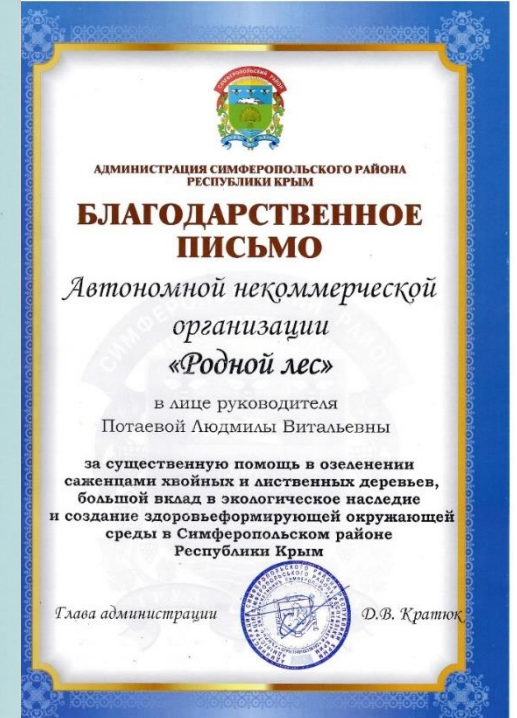 СИМФЕРОПОЛЬСКИЙ РАЙОН
АДМИНИСТРАЦИЯ СИМФЕРОПОЛЬСКОГО РАЙОНА
РЕСПУБЛИКИ КРЫМ
БЛАГОДАРСТВЕННОЕ
ПИСЬМО
Автономной некоммерческой
организации
«Родной лес»
в лице руководителя
Потаевой Людмилы Витальевны
за существенную помощь в озеленении
саженцами хвойных и лиственных деревьев,
большой вклад в экологическое наследие
и создание здоровьеформирующей окружающей
среды в Симферопольском районе
Республики Крым
Глава администрации Д.В. Кратюк